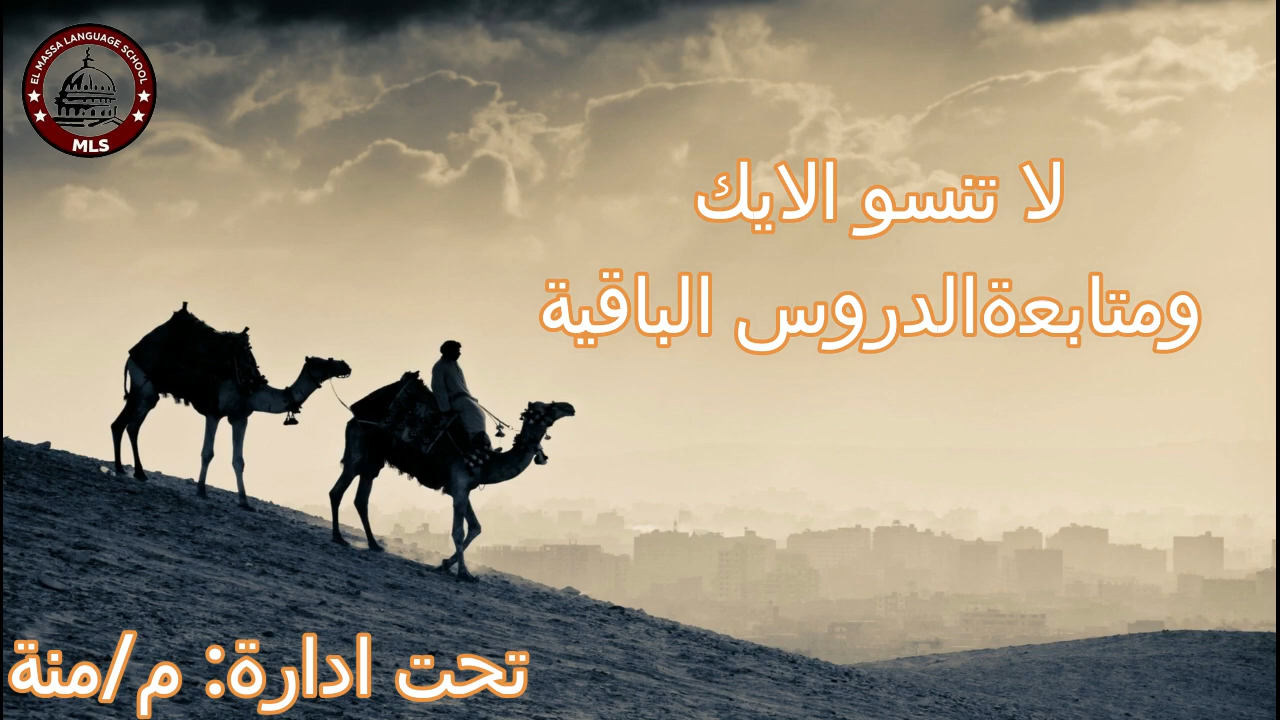 EL MASSA LANGUAGE SCHOOL
MLS
لا تنسو الايك
ومتابعةالدروس الباقية
تحت ادارة: م/منة